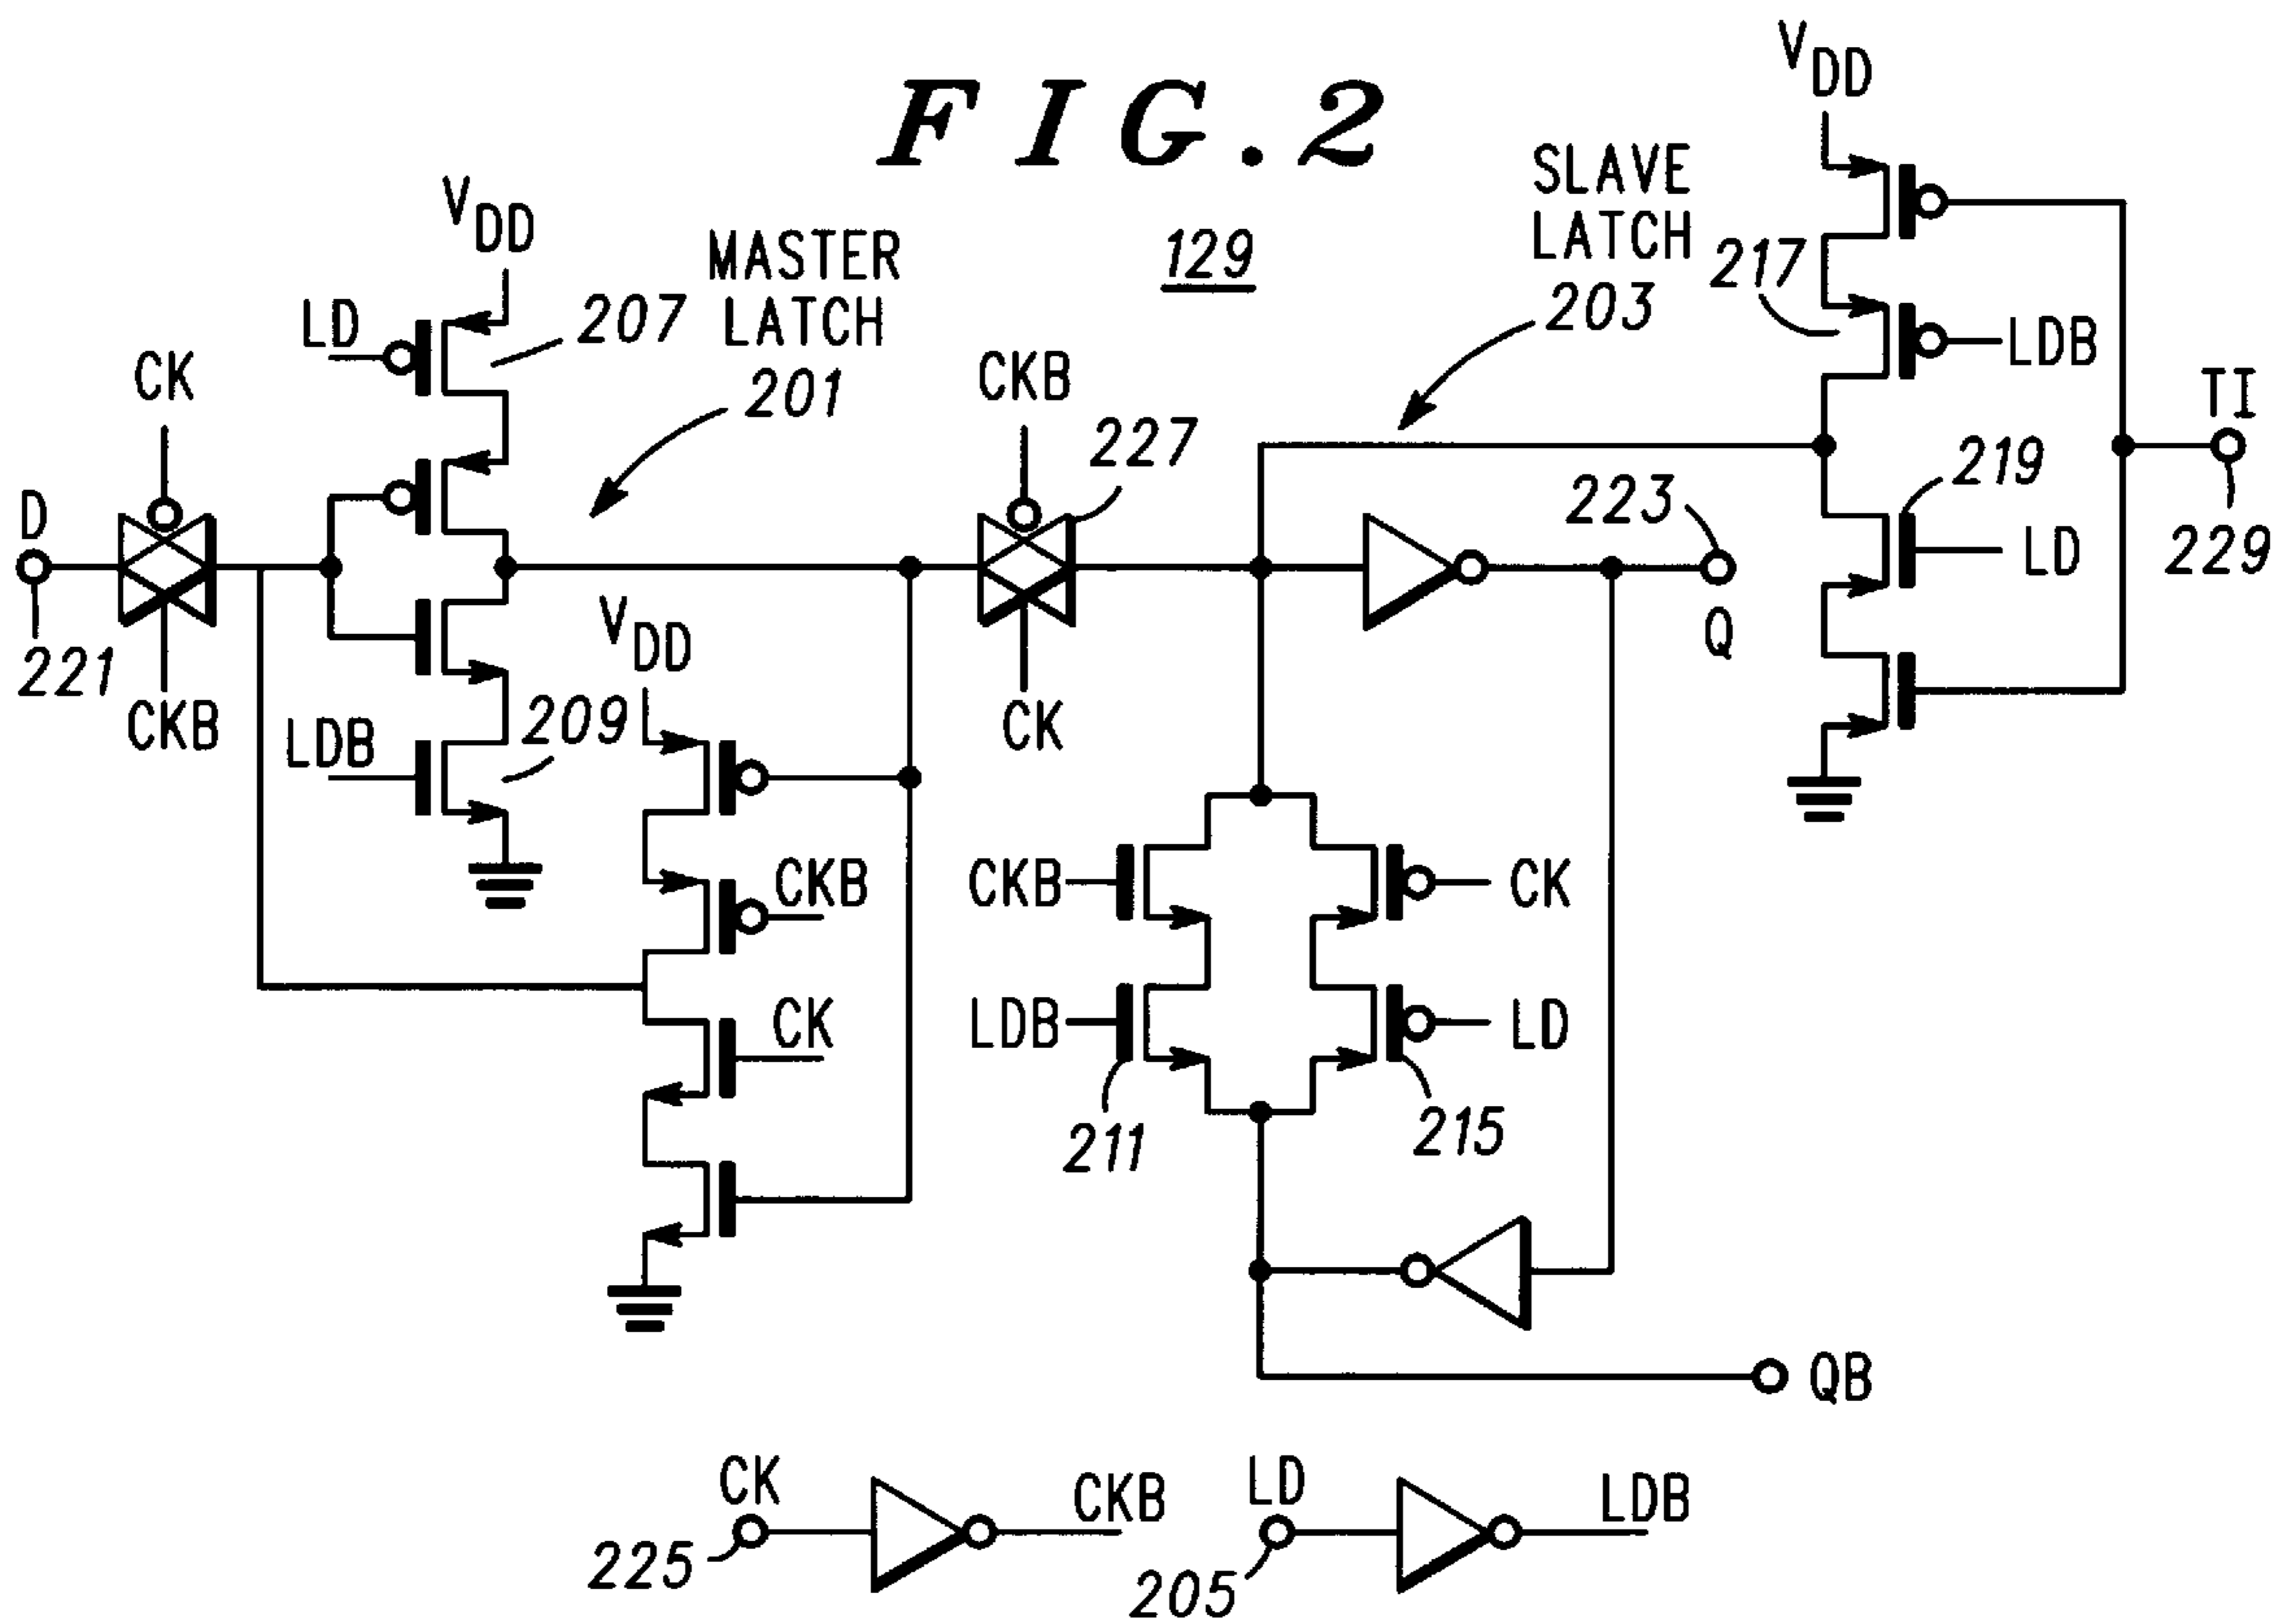 FIG.2
129
VDD
LD
207
MASTER
LATCH
201
CK
D
221
CKB
LDB
209
VDD
CKB
CK
CKB
227
CK
SLAVE
LATCH
203
VDD
217
LDB
TI
229
219
LD
223
Q
CKB
CK
LDB
LD
211
215
QB
CK
225
CKB
LD
205
LDB